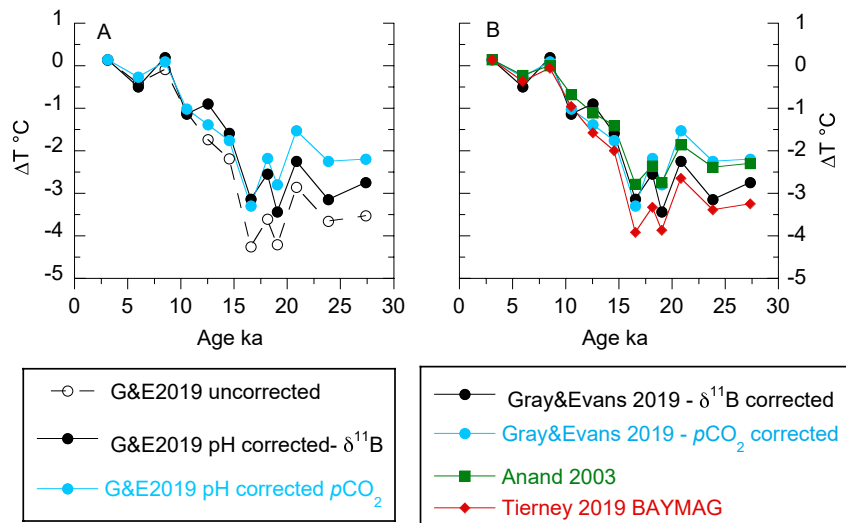 A
B
1
0
-1
-2
-3
-4
-5
ΔT °C
0 5 10 15 20 25 30
Age ka
1
0
-1
-2
-3
-4
-5
ΔT °C
0 5 10 15 20 25 30
Age ka
G&E2019 uncorrected
G&E2019 pH corrected- δ¹¹B
G&E2019 pH corrected pCO₂
Gray&Evans 2019 - δ¹¹B corrected
Gray&Evans 2019 - pCO₂ corrected
Anand 2003
Tierney 2019 BAYMAG